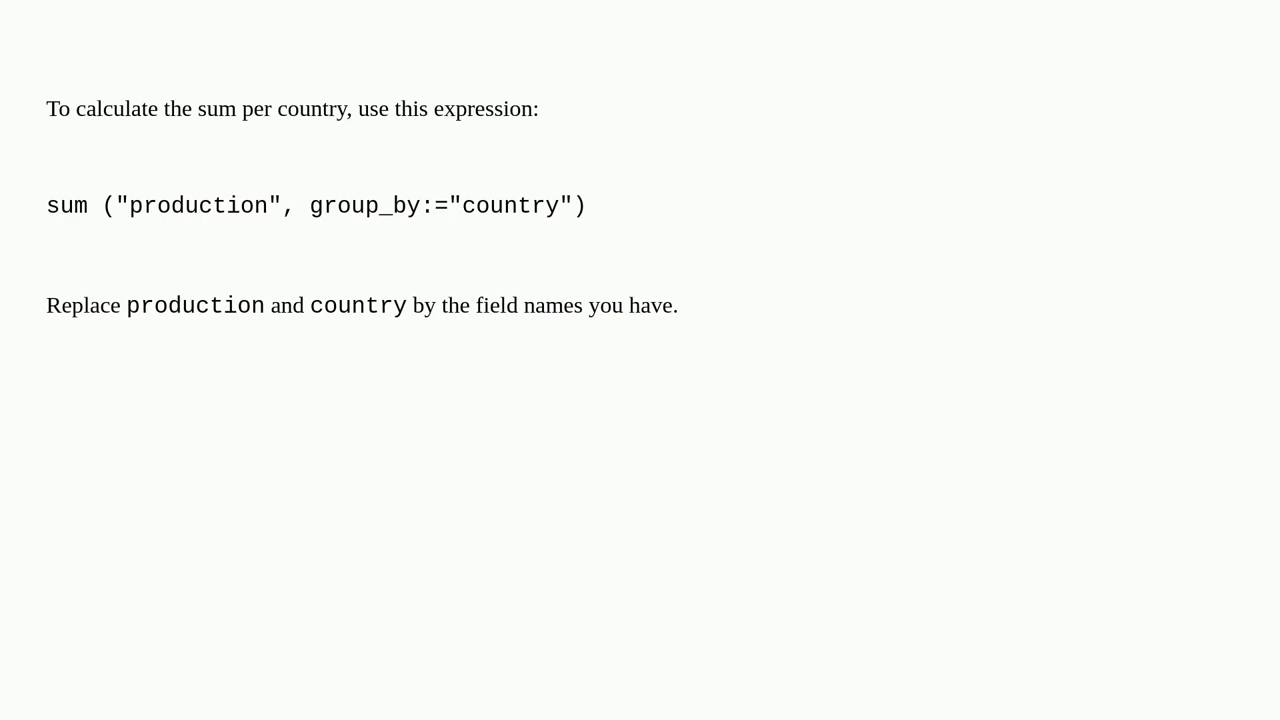 To calculate the sum per country, use this expression:
sum ("production", group_by:="country")
Replace production and country by the field names you have.